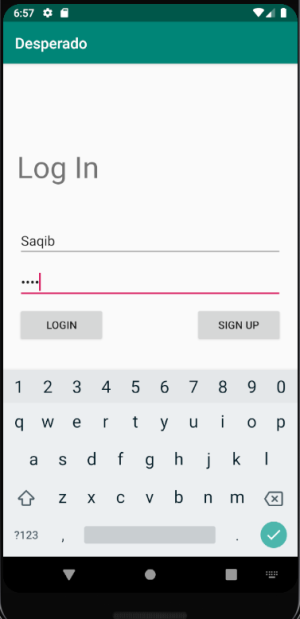 6:57
Desperado
Log In
Saqib
••••
LOGIN SIGN UP
1 2 3 4 5 6 7 8 9 0
q w e r t y u i o p
a s d f g h j k l
z x c v b n m
?123 , .